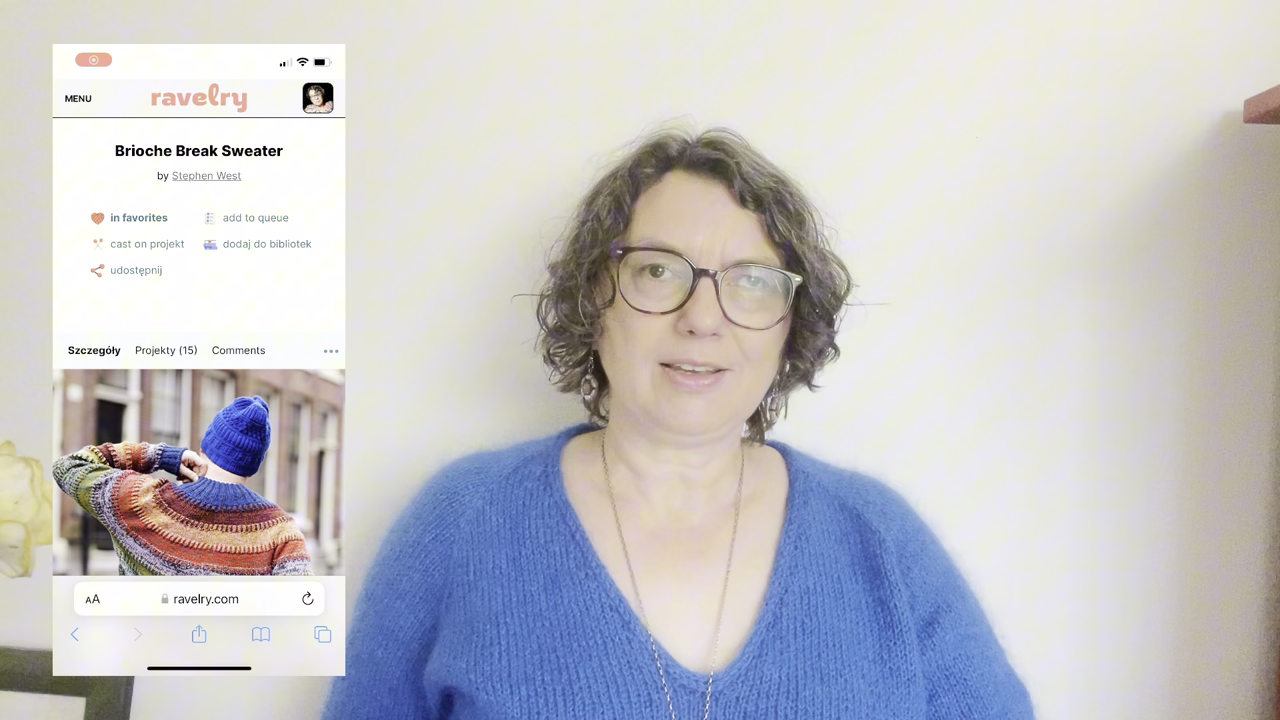 MENU
ravelry
Brioche Break Sweater
by Stephen West
in favorites
add to queue
cast on projekt
dodaj do bibliotek
udostępnij
Szczegóły Projekty (15) Comments
AA ravelry.com